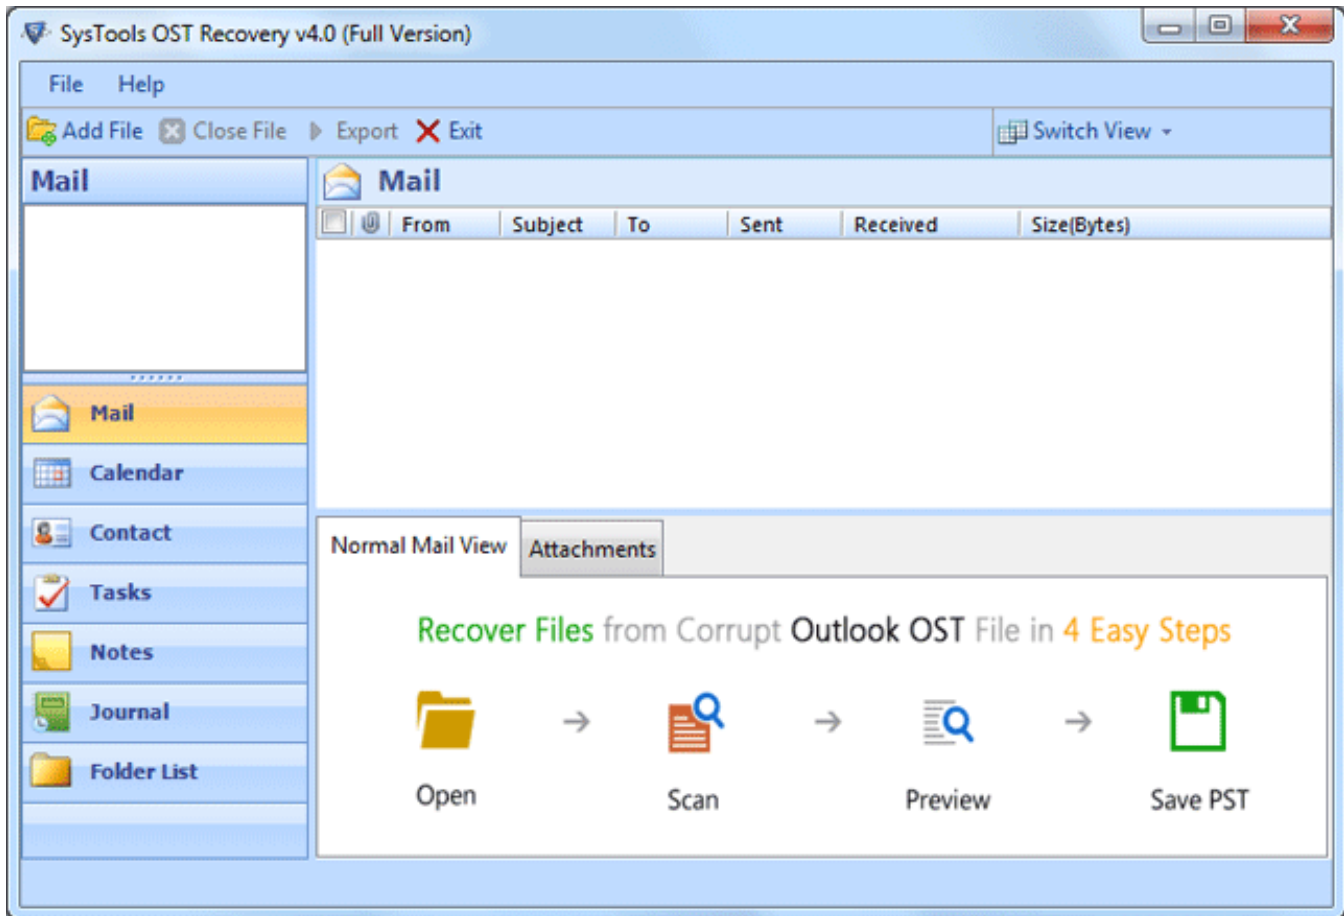 SysTools OST Recovery v4.0 (Full Version)
File Help
Add File Close File Export Exit Switch View
Mail
Mail
From Subject To Sent Received Size(Bytes)
Mail
Calendar
Contact
Tasks
Notes
Journal
Folder List
Normal Mail View Attachments
Recover Files from Corrupt Outlook OST File in 4 Easy Steps
Open Scan Preview Save PST